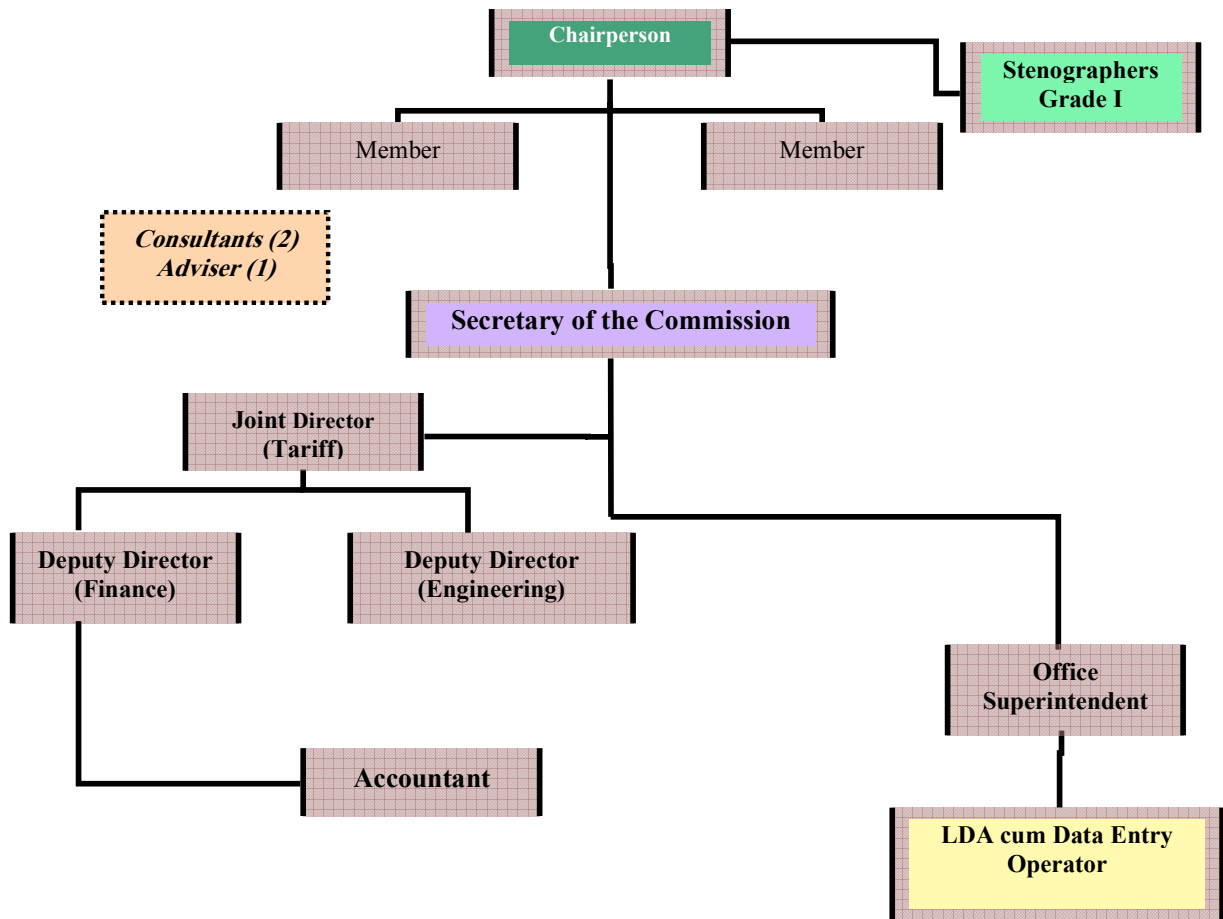 Chairperson
Stenographers
Grade I
Member
Member
Consultants (2)
Adviser (1)
Secretary of the Commission
Joint Director
(Tariff)
Deputy Director
(Finance)
Deputy Director
(Engineering)
Office
Superintendent
Accountant
LDA cum Data Entry
Operator